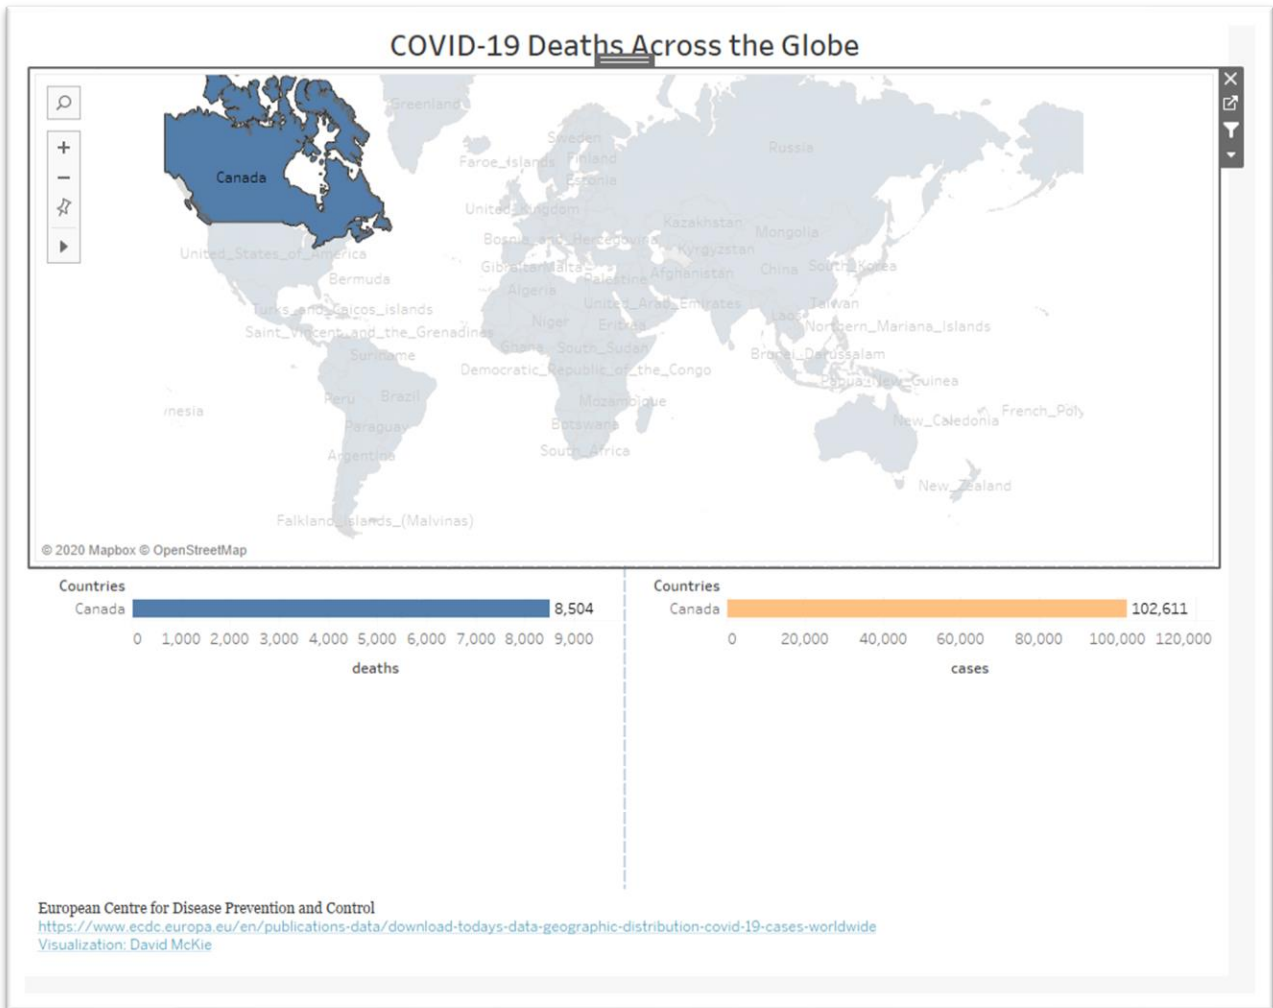 COVID-19 Deaths Across the Globe
Greenland
Canada
Sweden
Faroe_Islands Finland
Russia
Estonia
United_Kingdom
Kazakhstan
Bosnia_and_Herzegovina
Mongolia
Kyrgyzstan
United_States_of_America
Gibraltar Malta
China South_Korea
Afghanistan
Bermuda
Palestine
Algeria
United_Arab_Emirates
Taiwan
Turks_and_Caicos_islands
Laos
Niger Eritrea
Northern_Mariana_Islands
Saint_Vincent_and_the_Grenadines
Ghana South_Sudan
Suriname
Brunei_Darussalam
Democratic_Republic_of_the_Congo
Papua_New_Guinea
Peru Brazil
Mozambique
nesia
French_Poly
New_Caledonia
Paraguay
Botswana
Argentina
South_Africa
New_Zealand
Falkland_Islands_(Malvinas)
© 2020 Mapbox © OpenStreetMap
Countries
Canada 8,504
0 1,000 2,000 3,000 4,000 5,000 6,000 7,000 8,000 9,000
deaths
Countries
Canada 102,611
0 20,000 40,000 60,000 80,000 100,000 120,000
cases
European Centre for Disease Prevention and Control
https://www.ecdc.europa.eu/en/publications-data/download-todays-data-geographic-distribution-covid-19-cases-worldwide
Visualization: David McKie